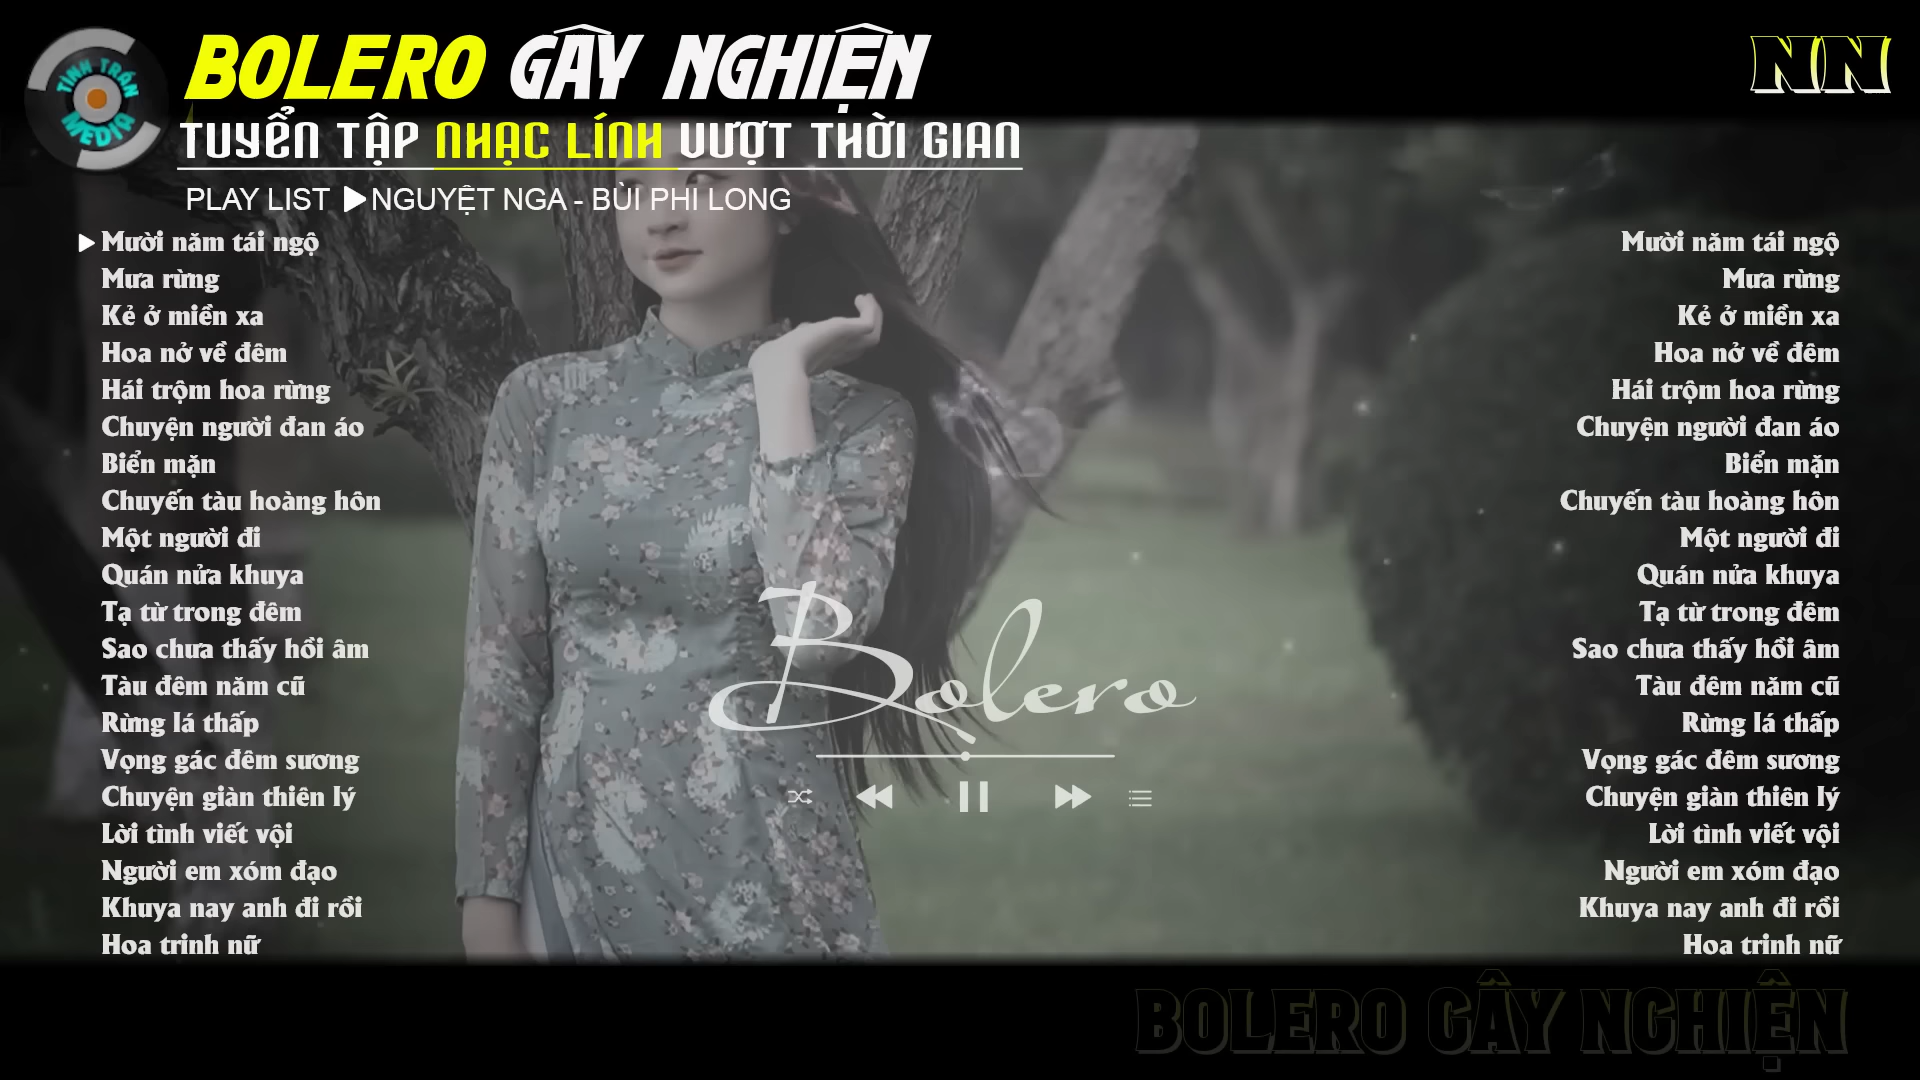 TÌNH TRẦN
MEDIA
BOLERO GÂY NGHIỆN
NN
TUYỂN TẬP NHẠC LÍNH VƯỢT THỜI GIAN
PLAY LIST ▶NGUYỆT NGA - BÙI PHI LONG
Mười năm tái ngộ
Mưa rừng
Kẻ ở miền xa
Hoa nở về đêm
Hái trộm hoa rừng
Chuyện người đan áo
Biển mặn
Chuyến tàu hoàng hôn
Một người đi
Quán nửa khuya
Tạ từ trong đêm
Sao chưa thấy hồi âm
Tàu đêm năm cũ
Rừng lá thấp
Vọng gác đêm sương
Chuyện giàn thiên lý
Lời tình viết vội
Người em xóm đạo
Khuya nay anh đi rồi
Hoa trinh nữ
Bolero
Mười năm tái ngộ
Mưa rừng
Kẻ ở miền xa
Hoa nở về đêm
Hái trộm hoa rừng
Chuyện người đan áo
Biển mặn
Chuyến tàu hoàng hôn
Một người đi
Quán nửa khuya
Tạ từ trong đêm
Sao chưa thấy hồi âm
Tàu đêm năm cũ
Rừng lá thấp
Vọng gác đêm sương
Chuyện giàn thiên lý
Lời tình viết vội
Người em xóm đạo
Khuya nay anh đi rồi
Hoa trinh nữ
BOLERO GÂY NGHIỆN